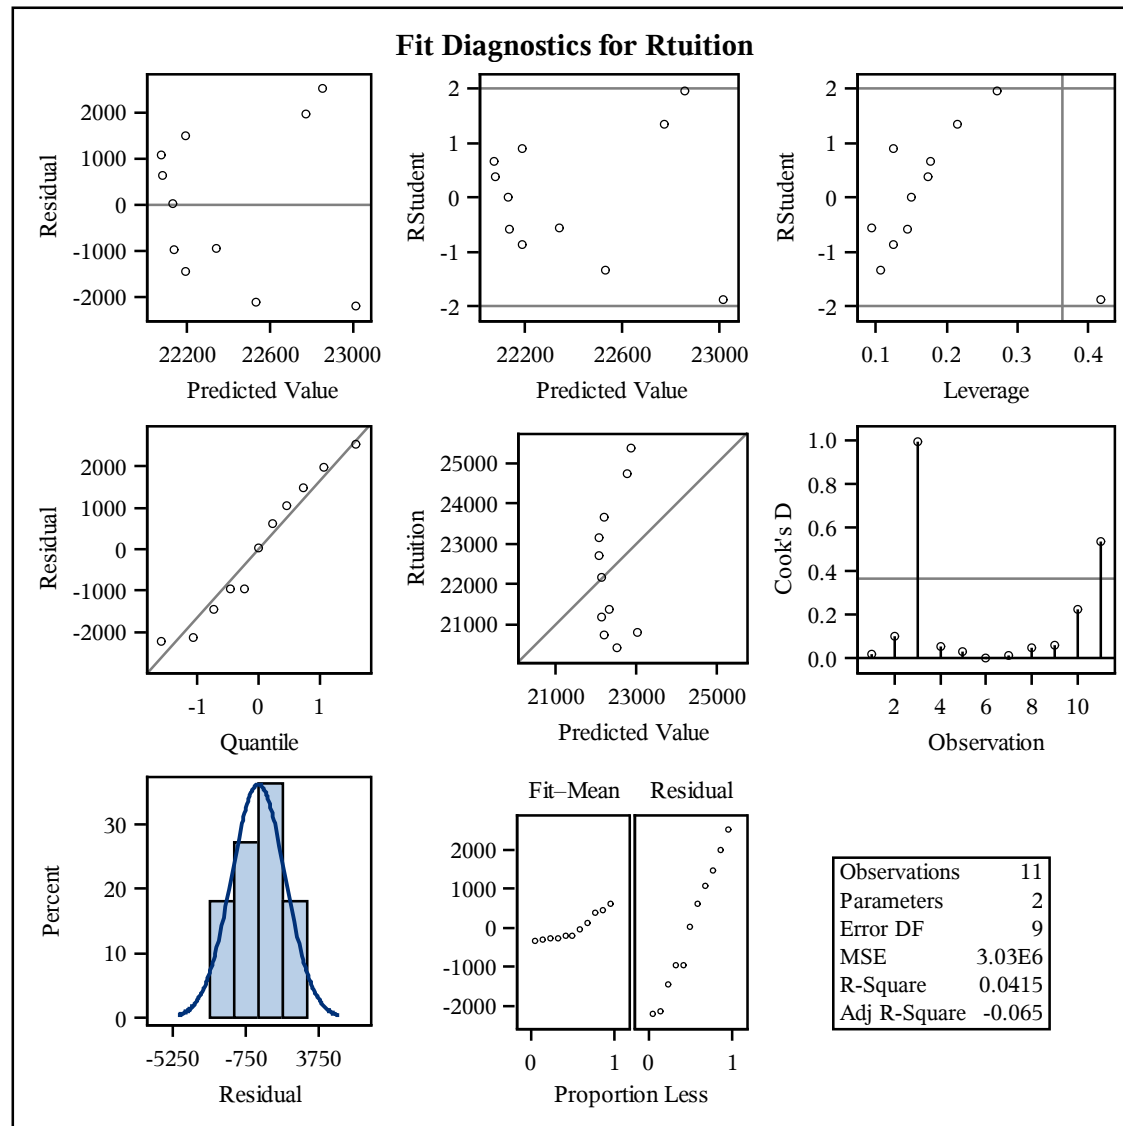 Fit Diagnostics for Rtuition
2000
1000
0
-1000
-2000
Residual
22200 22600 23000
Predicted Value
2
1
0
-1
-2
RStudent
22200 22600 23000
Predicted Value
2
1
0
-1
-2
RStudent
0.1 0.2 0.3 0.4
Leverage
2000
1000
0
-1000
-2000
Residual
-1 0 1
Quantile
25000
24000
23000
22000
21000
Rtuition
21000 23000 25000
Predicted Value
1.0
0.8
0.6
0.4
0.2
0.0
Cook's D
2 4 6 8 10
Observation
30
20
10
0
Percent
-5250 -750 3750
Residual
Fit–Mean Residual
2000
1000
0
-1000
-2000
0 1 0 1
Proportion Less
Observations 11
Parameters 2
Error DF 9
MSE 3.03E6
R-Square 0.0415
Adj R-Square -0.065